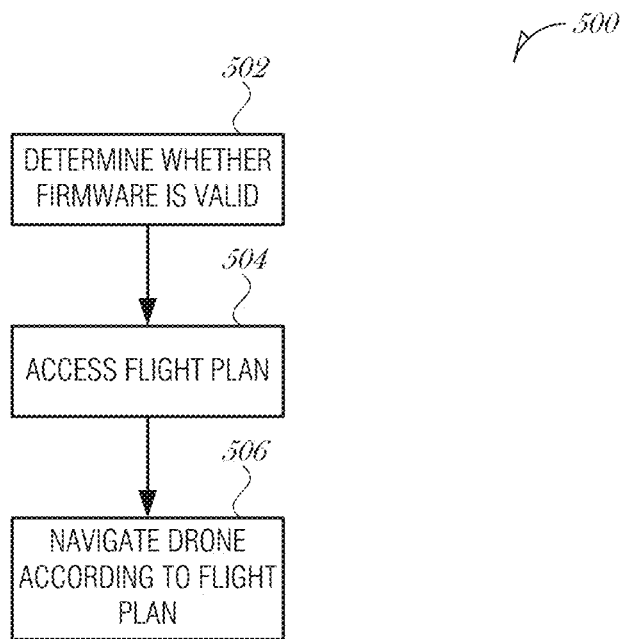 500
502
DETERMINE WHETHER
FIRMWARE IS VALID
504
ACCESS FLIGHT PLAN
506
NAVIGATE DRONE
ACCORDING TO FLIGHT
PLAN